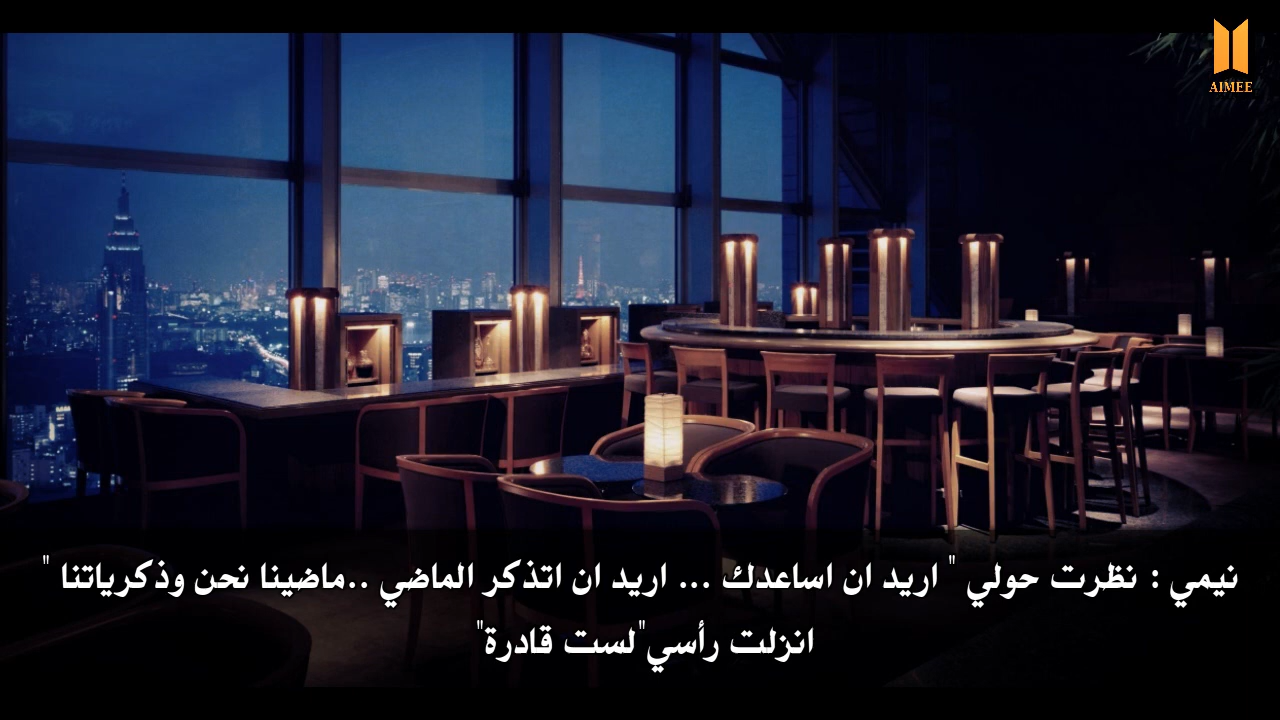 AIMEE
نيمي : نظرت حولي " اريد ان اساعدك ... اريد ان اتذكر الماضي ..ماضينا نحن وذكرياتنا "
انزلت رأسي"لست قادرة"